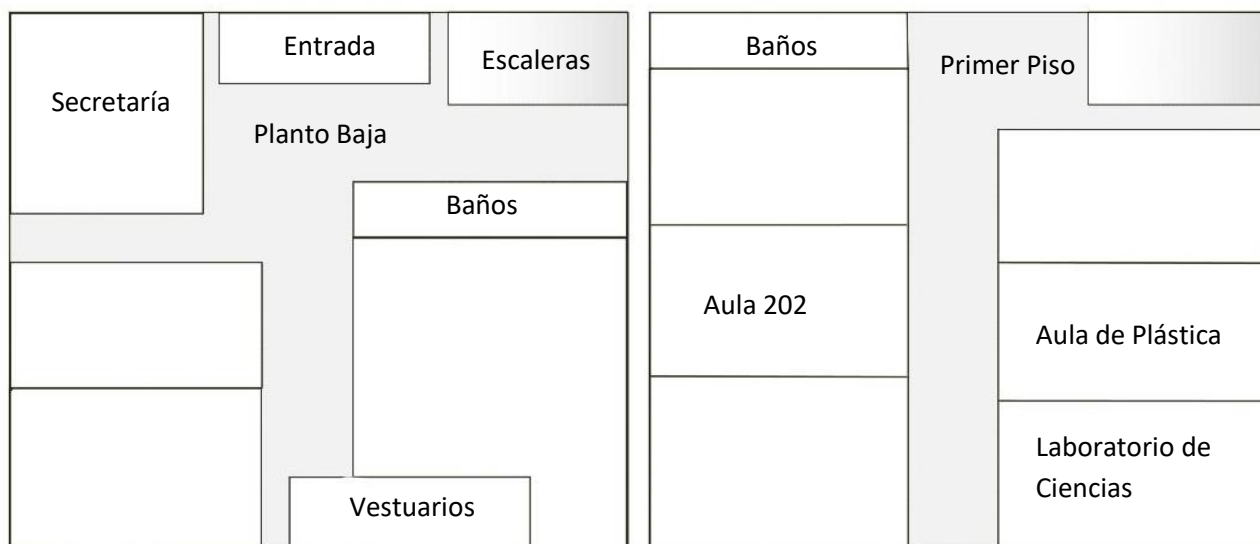 Secretaría
Entrada
Escaleras
Planto Baja
Baños
Vestuarios
Baños
Primer Piso
Aula 202
Aula de Plástica
Laboratorio de
Ciencias